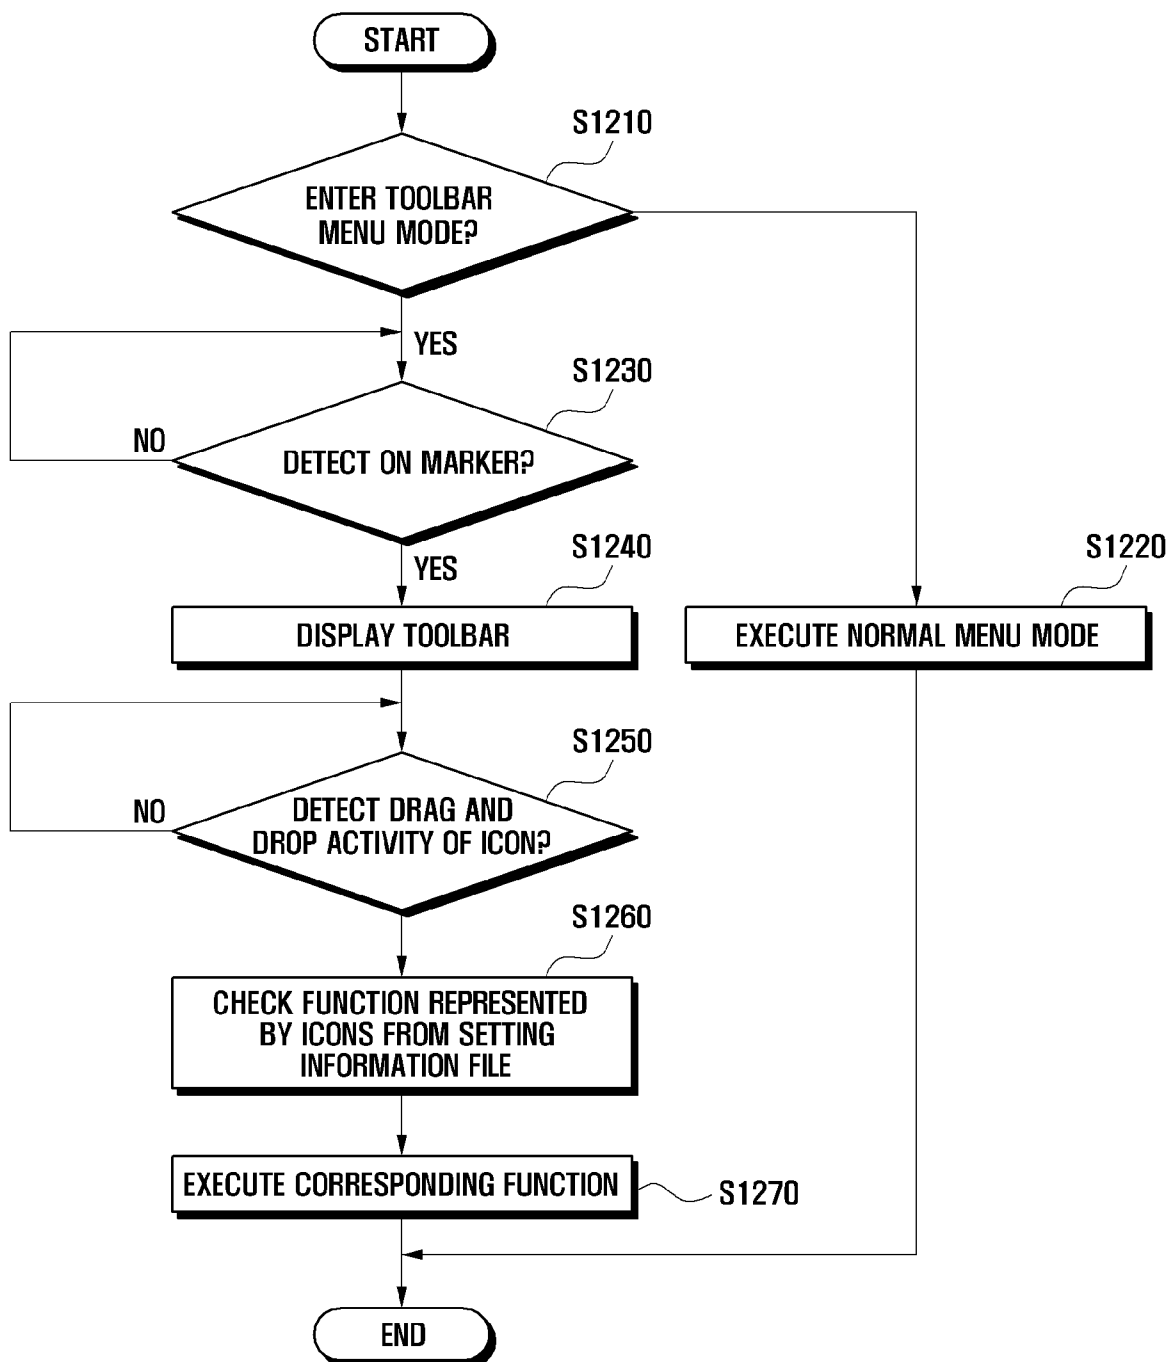 START
S1210
ENTER TOOLBAR
MENU MODE?
YES
S1230
NO
DETECT ON MARKER?
YES
S1240
S1220
DISPLAY TOOLBAR
EXECUTE NORMAL MENU MODE
S1250
NO
DETECT DRAG AND
DROP ACTIVITY OF ICON?
S1260
CHECK FUNCTION REPRESENTED
BY ICONS FROM SETTING
INFORMATION FILE
EXECUTE CORRESPONDING FUNCTION
S1270
END